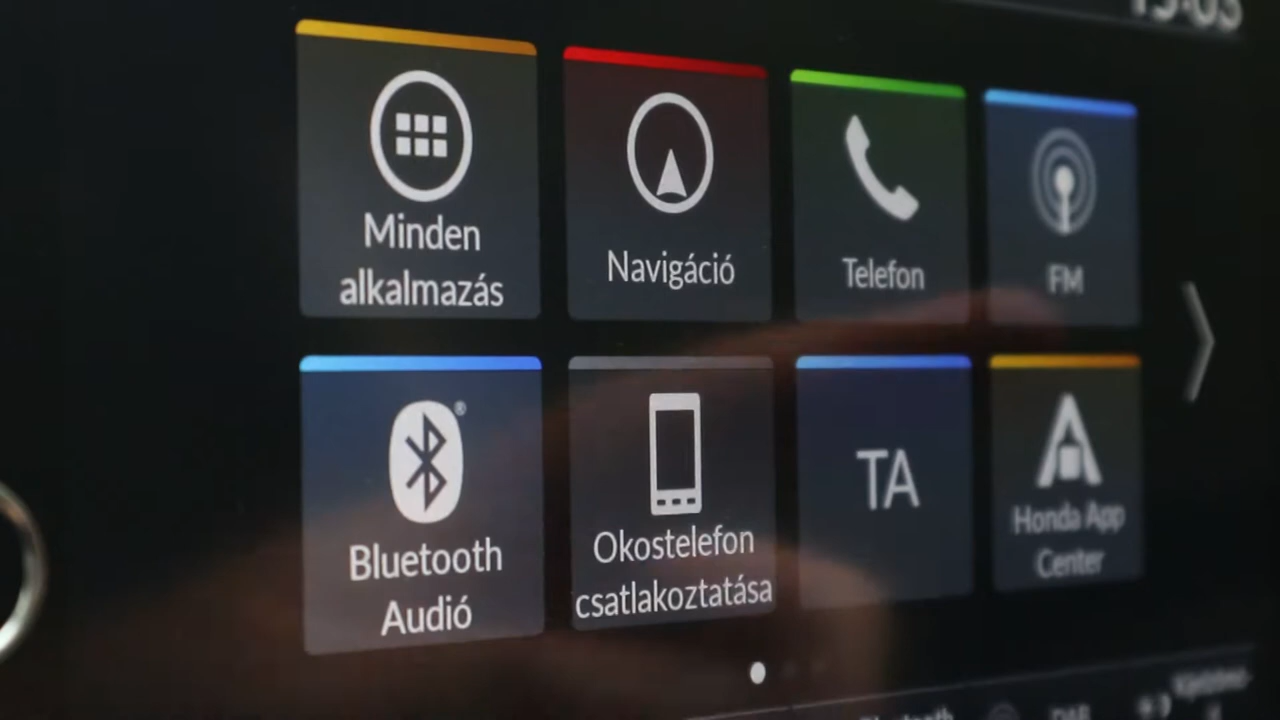 Minden
alkalmazás
Navigáció
Telefon
FM
Bluetooth
Audió
®
Okostelefon
csatlakoztatása
TA
Honda App
Center